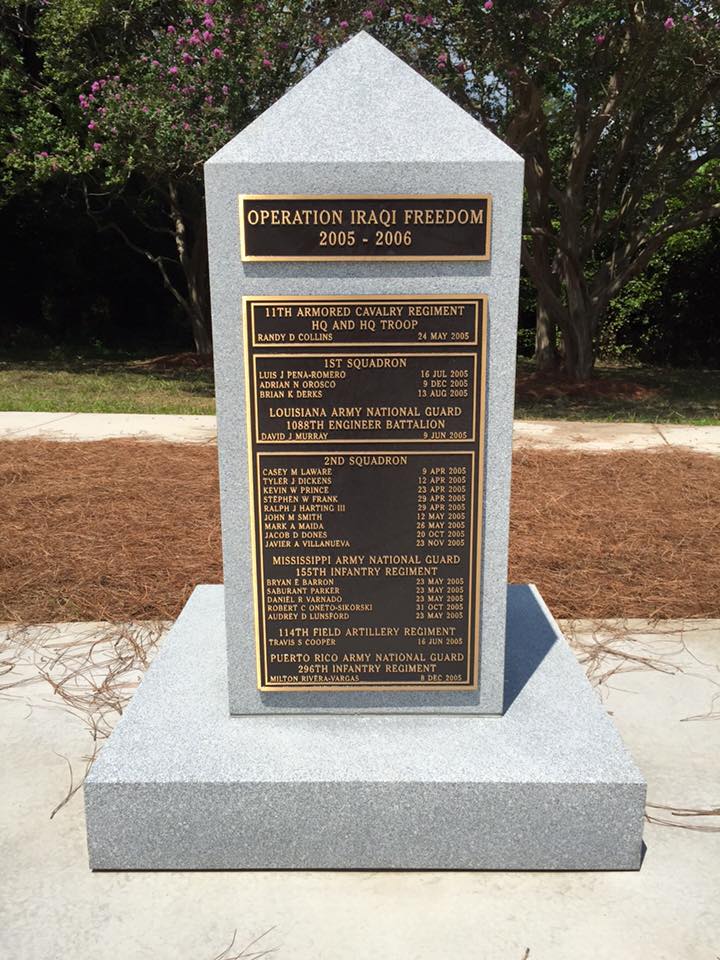 OPERATION IRAQI FREEDOM
2005 - 2006
11TH ARMORED CAVALRY REGIMENT
HQ AND HQ TROOP
RANDY D COLLINS 24 MAY 2005
1ST SQUADRON
LUIS J PENA-ROMERO 16 JUL 2005
ADRIAN N OROSCO 9 DEC 2005
BRIAN K DERKS 13 AUG 2005
LOUISIANA ARMY NATIONAL GUARD
1088TH ENGINEER BATTALION
DAVID J MURRAY 9 JUN 2005
2ND SQUADRON
CASEY M LAWARE 9 APR 2005
TYLER J DICKENS 12 APR 2005
KEVIN W PRINCE 23 APR 2005
STEPHEN W FRANK 29 APR 2005
RALPH J HARTING III 29 APR 2005
JOHN M SMITH 12 MAY 2005
MARK A MAIDA 26 MAY 2005
JACOB D DONES 20 OCT 2005
JAVIER A VILLANUEVA 23 NOV 2005
MISSISSIPPI ARMY NATIONAL GUARD
155TH INFANTRY REGIMENT
BRYAN E BARRON 23 MAY 2005
SABURANT PARKER 23 MAY 2005
DANIEL R VARNADO 23 MAY 2005
ROBERT C ONETO-SIKORSKI 31 OCT 2005
AUDREY D LUNSFORD 23 MAY 2005
114TH FIELD ARTILLERY REGIMENT
TRAVIS S COOPER 16 JUN 2005
PUERTO RICO ARMY NATIONAL GUARD
296TH INFANTRY REGIMENT
MILTON RIVERA-VARGAS 8 DEC 2005